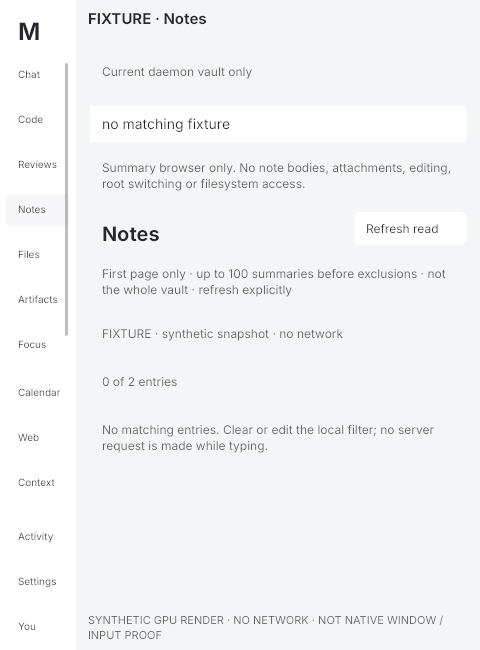 M
Chat
Code
Reviews
Notes
Files
Artifacts
Focus
Calendar
Web
Context
Activity
Settings
You
FIXTURE · Notes
Current daemon vault only
no matching fixture
Summary browser only. No note bodies, attachments, editing,
root switching or filesystem access.
Notes
Refresh read
First page only · up to 100 summaries before exclusions · not
the whole vault · refresh explicitly
FIXTURE · synthetic snapshot · no network
0 of 2 entries
No matching entries. Clear or edit the local filter; no server
request is made while typing.
SYNTHETIC GPU RENDER · NO NETWORK · NOT NATIVE WINDOW /
INPUT PROOF